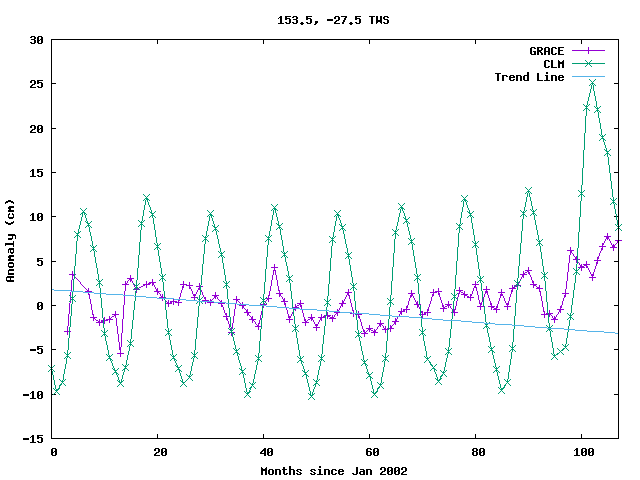 153.5, -27.5 TWS
GRACE
CLM
Trend Line
Anomaly (cm)
30
25
20
15
10
5
0
-5
-10
-15
0 20 40 60 80 100
Months since Jan 2002